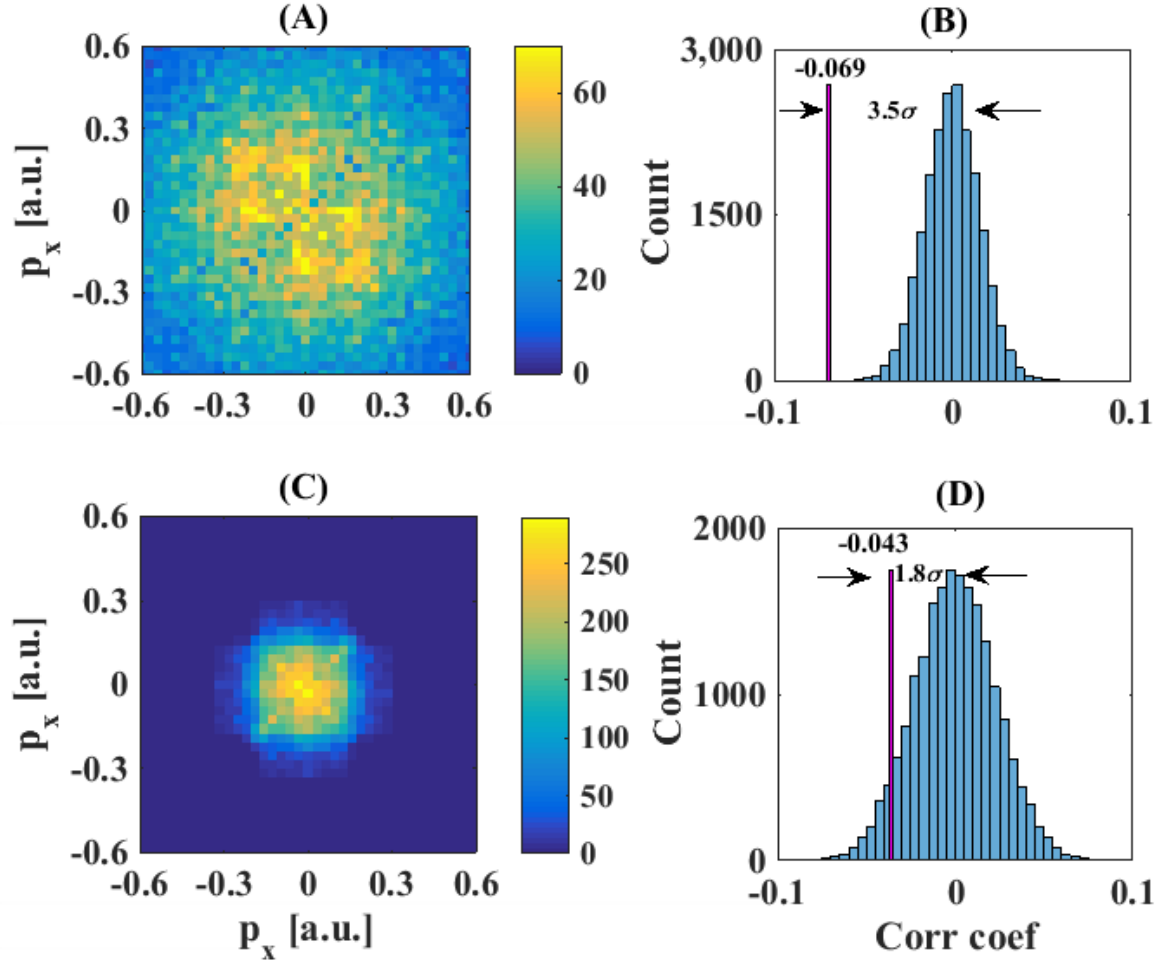 (A)
0.6
0.3
0
-0.3
-0.6
p_x [a.u.]
-0.6 -0.3 0 0.3 0.6
60
40
20
0
(B)
3,000
1500
0
Count
-0.069
3.5σ
-0.1 0 0.1
(C)
0.6
0.3
0
-0.3
-0.6
p_x [a.u.]
-0.6 -0.3 0 0.3 0.6
p_x [a.u.]
250
200
150
100
50
0
(D)
2000
1000
0
Count
-0.043
1.8σ
-0.1 0 0.1
Corr coef